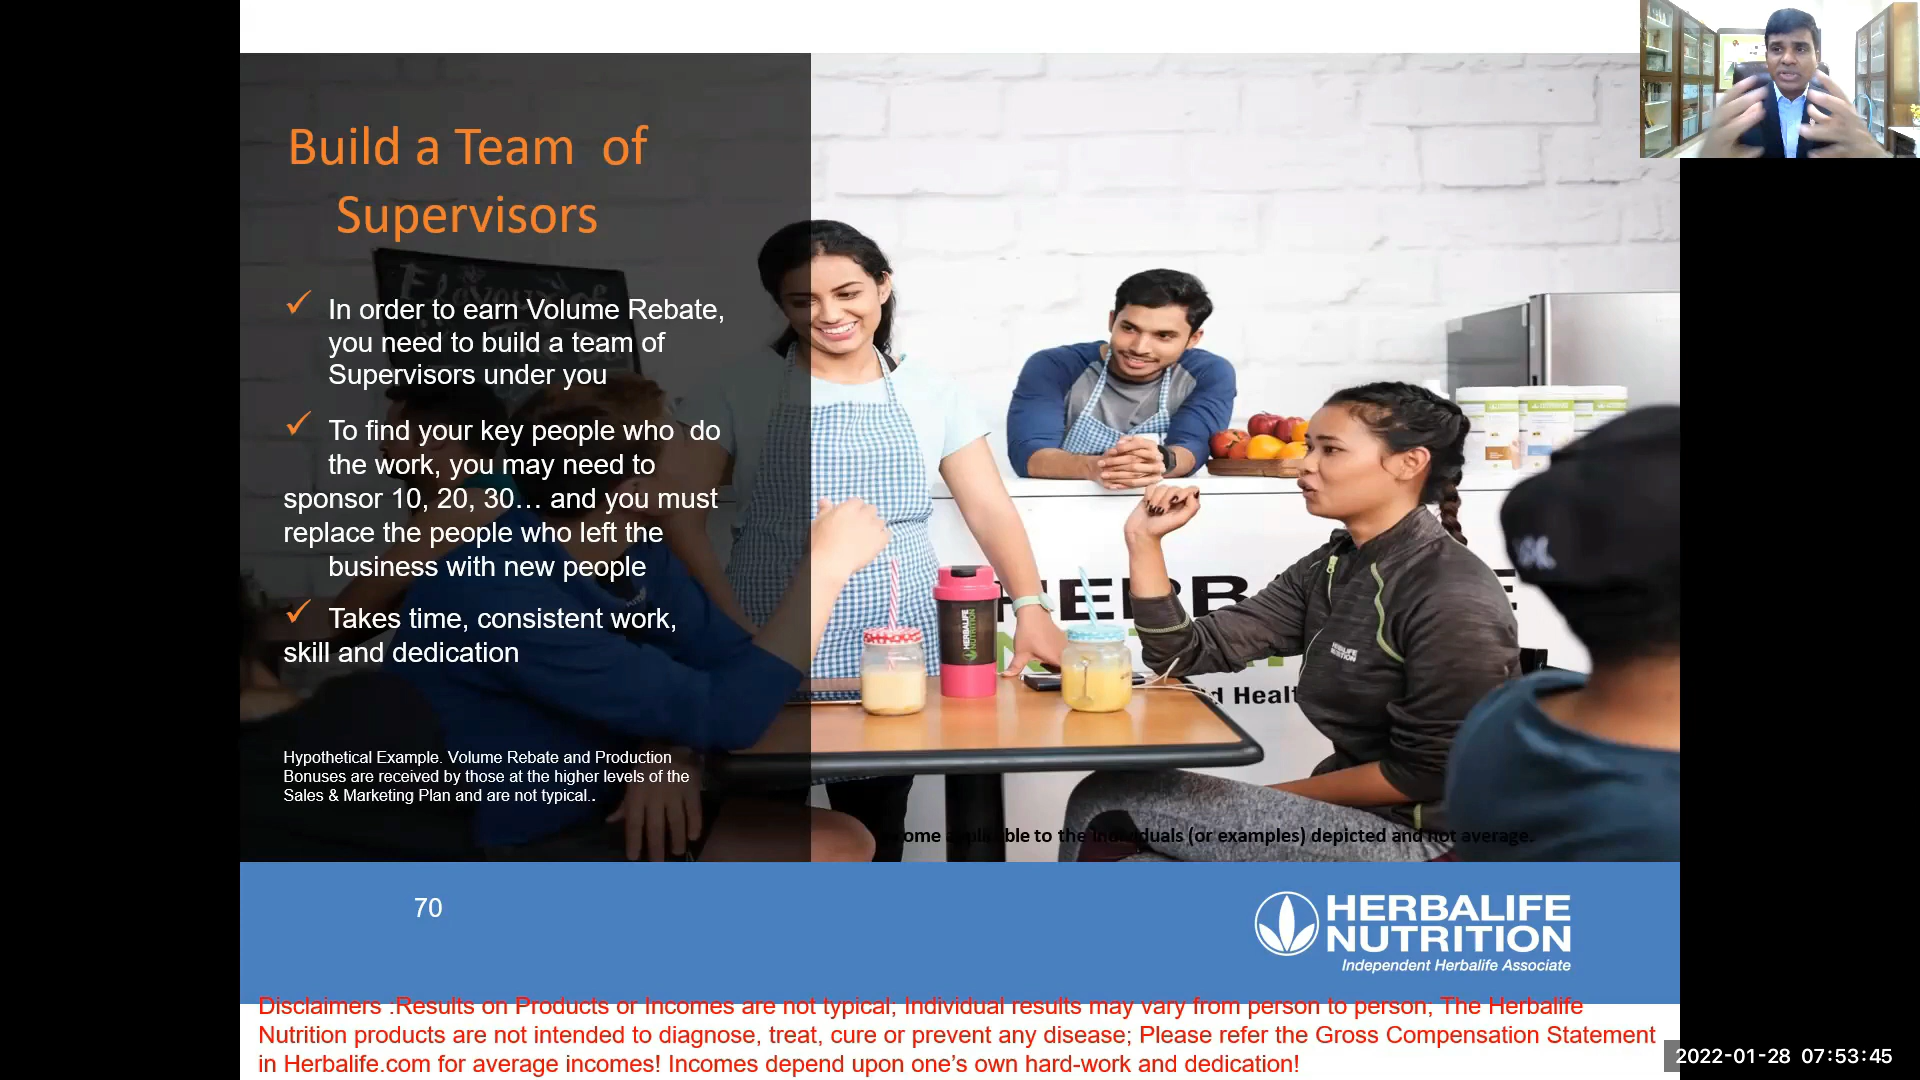 Build a Team  of
Supervisors
✓ In order to earn Volume Rebate,
you need to build a team of
Supervisors under you
✓ To find your key people who  do
the work, you may need to
sponsor 10, 20, 30… and you must
replace the people who left the
business with new people
✓ Takes time, consistent work,
skill and dedication
Hypothetical Example. Volume Rebate and Production
Bonuses are received by those at the higher levels of the
Sales & Marketing Plan and are not typical..
HERBALIFE
NUTRITION
HERBALIFE
NUTRITION
to the individuals (or examples) depicted and not average.
70
HERBALIFE
NUTRITION
Independent Herbalife Associate
Disclaimers :Results on Products or Incomes are not typical; Individual results may vary from person to person; The Herbalife
Nutrition products are not intended to diagnose, treat, cure or prevent any disease; Please refer the Gross Compensation Statement
in Herbalife.com for average incomes! Incomes depend upon one’s own hard-work and dedication!
2022-01-28 07:53:45